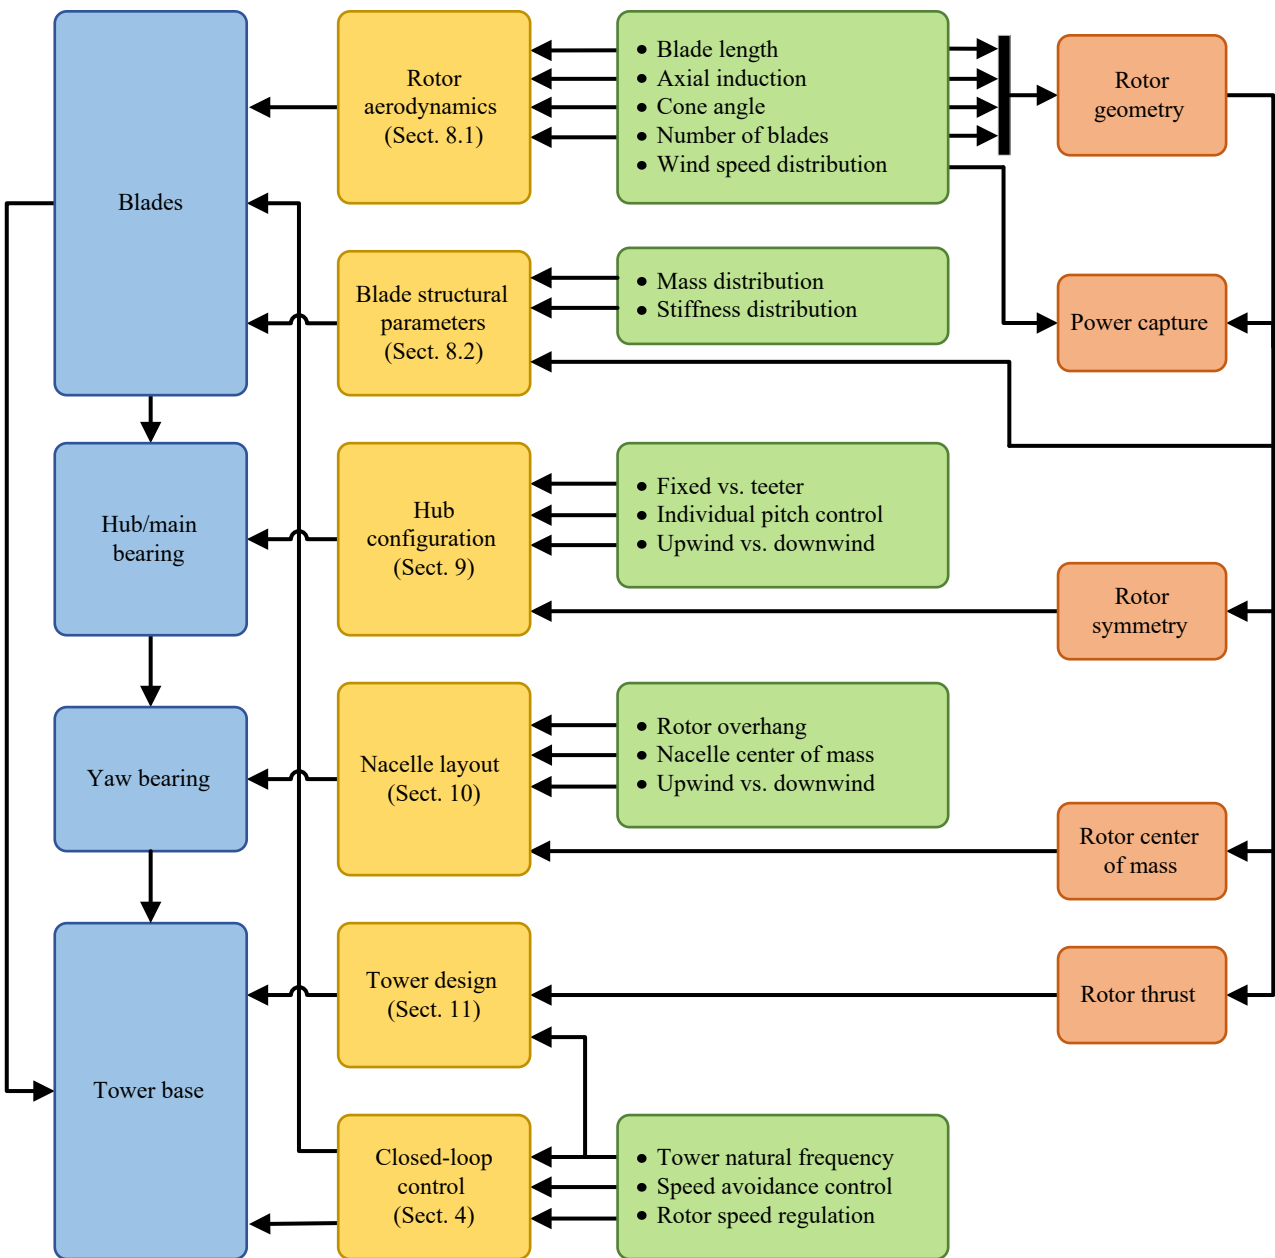 Blades
Rotor
aerodynamics
(Sect. 8.1)
• Blade length
• Axial induction
• Cone angle
• Number of blades
• Wind speed distribution
Rotor
geometry
Blade structural
parameters
(Sect. 8.2)
• Mass distribution
• Stiffness distribution
Power capture
Hub/main
bearing
Hub
configuration
(Sect. 9)
• Fixed vs. teeter
• Individual pitch control
• Upwind vs. downwind
Rotor
symmetry
Yaw bearing
Nacelle layout
(Sect. 10)
• Rotor overhang
• Nacelle center of mass
• Upwind vs. downwind
Rotor center
of mass
Tower base
Tower design
(Sect. 11)
Rotor thrust
Closed-loop
control
(Sect. 4)
• Tower natural frequency
• Speed avoidance control
• Rotor speed regulation